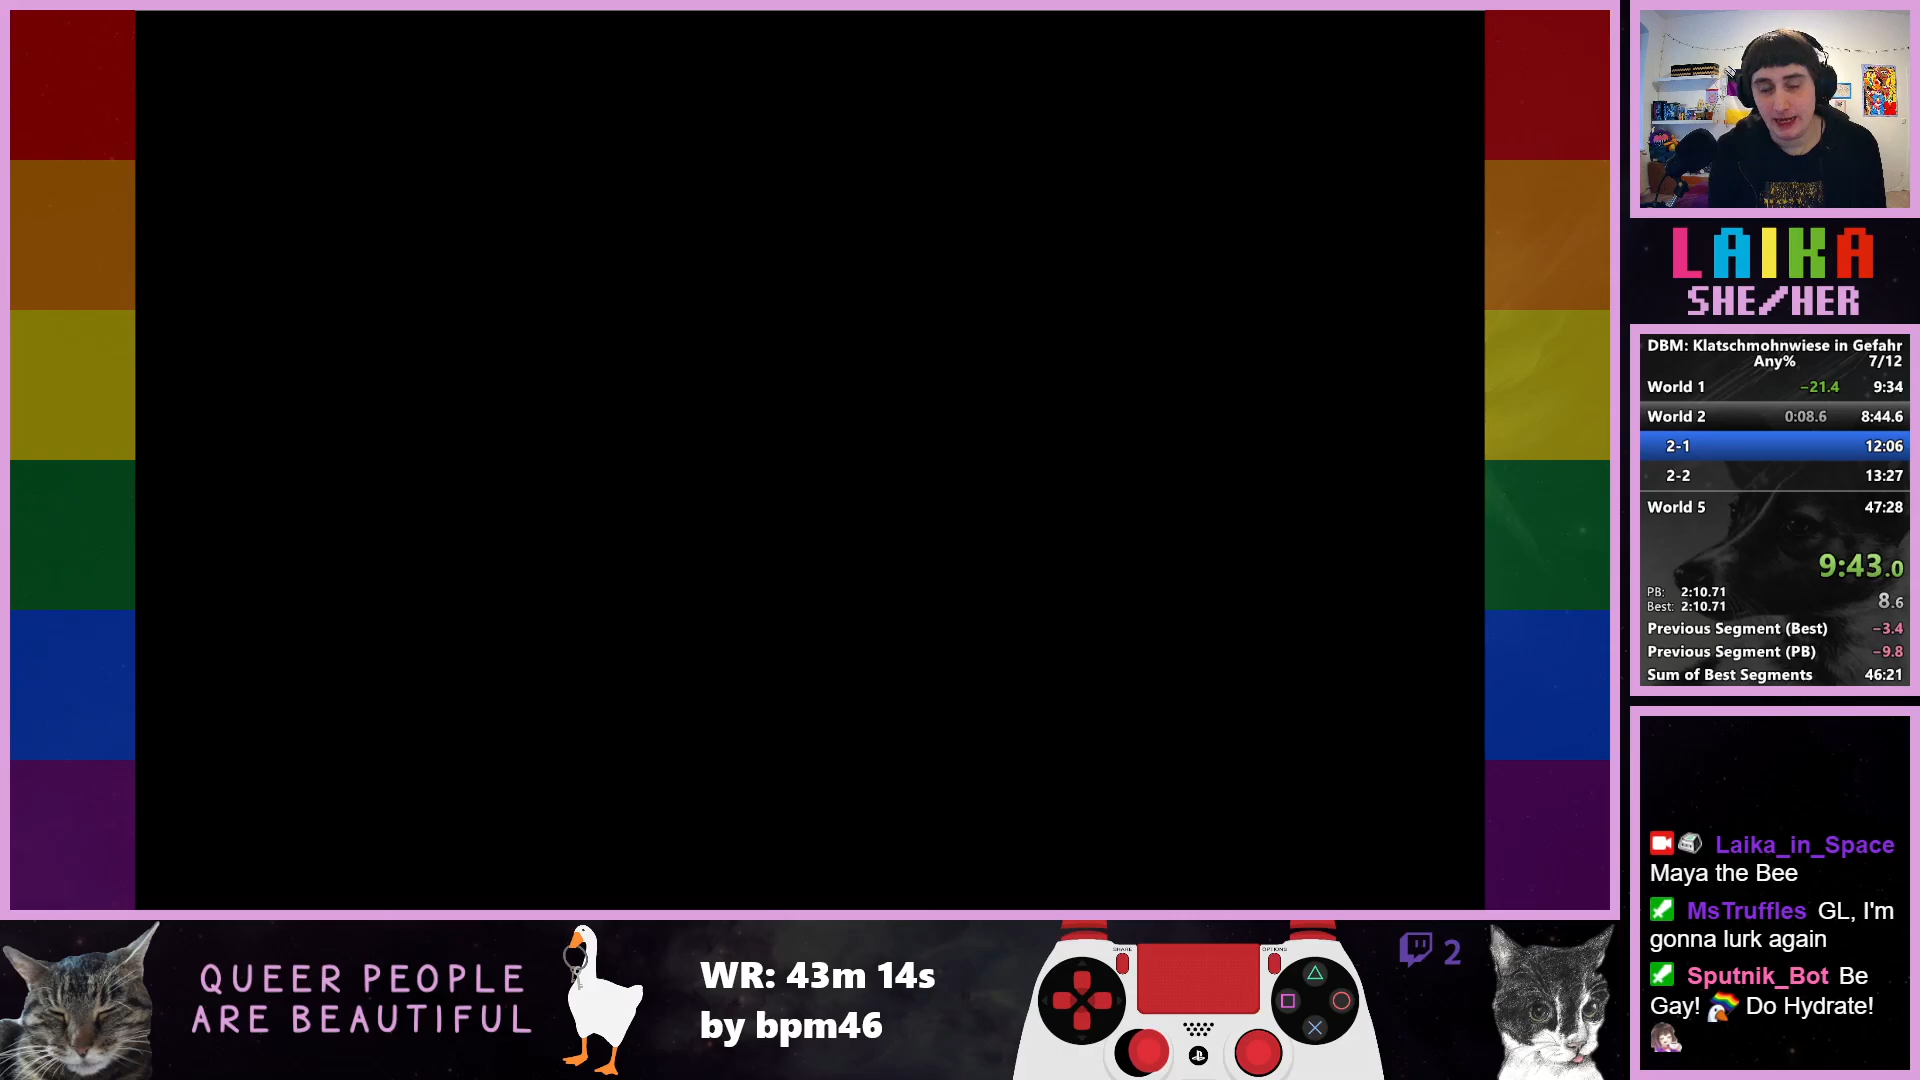 LAIKA
SHE/HER
DBM: Klatschmohnwiese in Gefahr
Any% 7/12
World 1 −21.4 9:34
World 2 0:08.6 8:44.6
2-1 12:06
2-2 13:27
World 5 47:28
9:43.0
PB: 2:10.71
Best: 2:10.71
8.6
Previous Segment (Best) −3.4
Previous Segment (PB) −9.8
Sum of Best Segments 46:21
Laika_in_Space
Maya the Bee
MsTruffles GL, I'm
gonna lurk again
Sputnik_Bot Be
Gay! Do Hydrate!
QUEER PEOPLE
ARE BEAUTIFUL
WR: 43m 14s
by bpm46
SHARE
OPTIONS
2